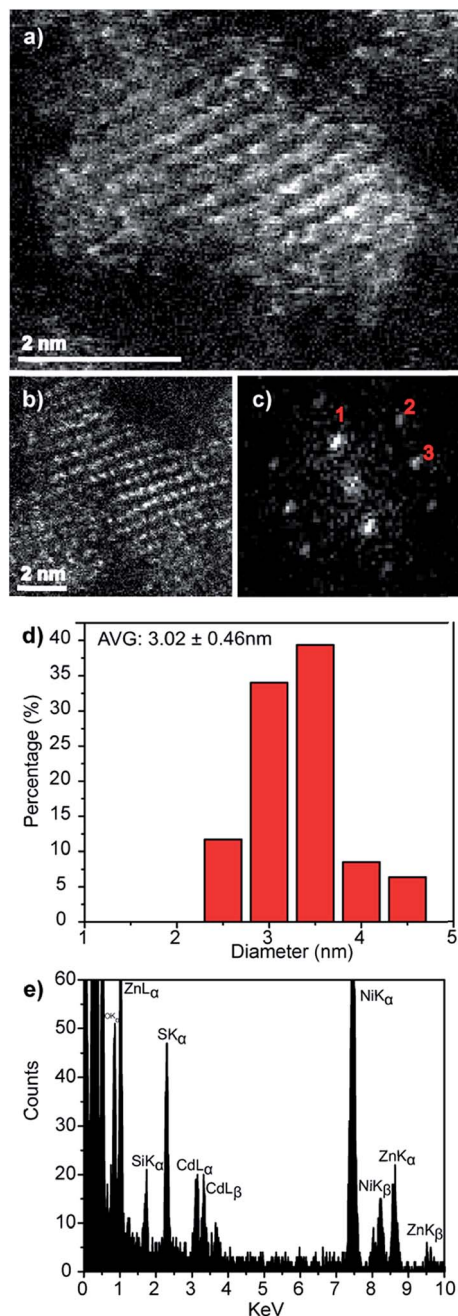 a)
2 nm
b)
2 nm
c)
1
2
3
d)
AVG: 3.02 ± 0.46nm
40
35
30
25
20
15
10
5
0
Percentage (%)
1 2 3 4 5
Diameter (nm)
e)
60
50
40
30
20
10
0
Counts
OKα
ZnLα
SiKα
SKα
CdLα
CdLβ
NiKα
NiKβ
ZnKα
ZnKβ
0 1 2 3 4 5 6 7 8 9 10
KeV